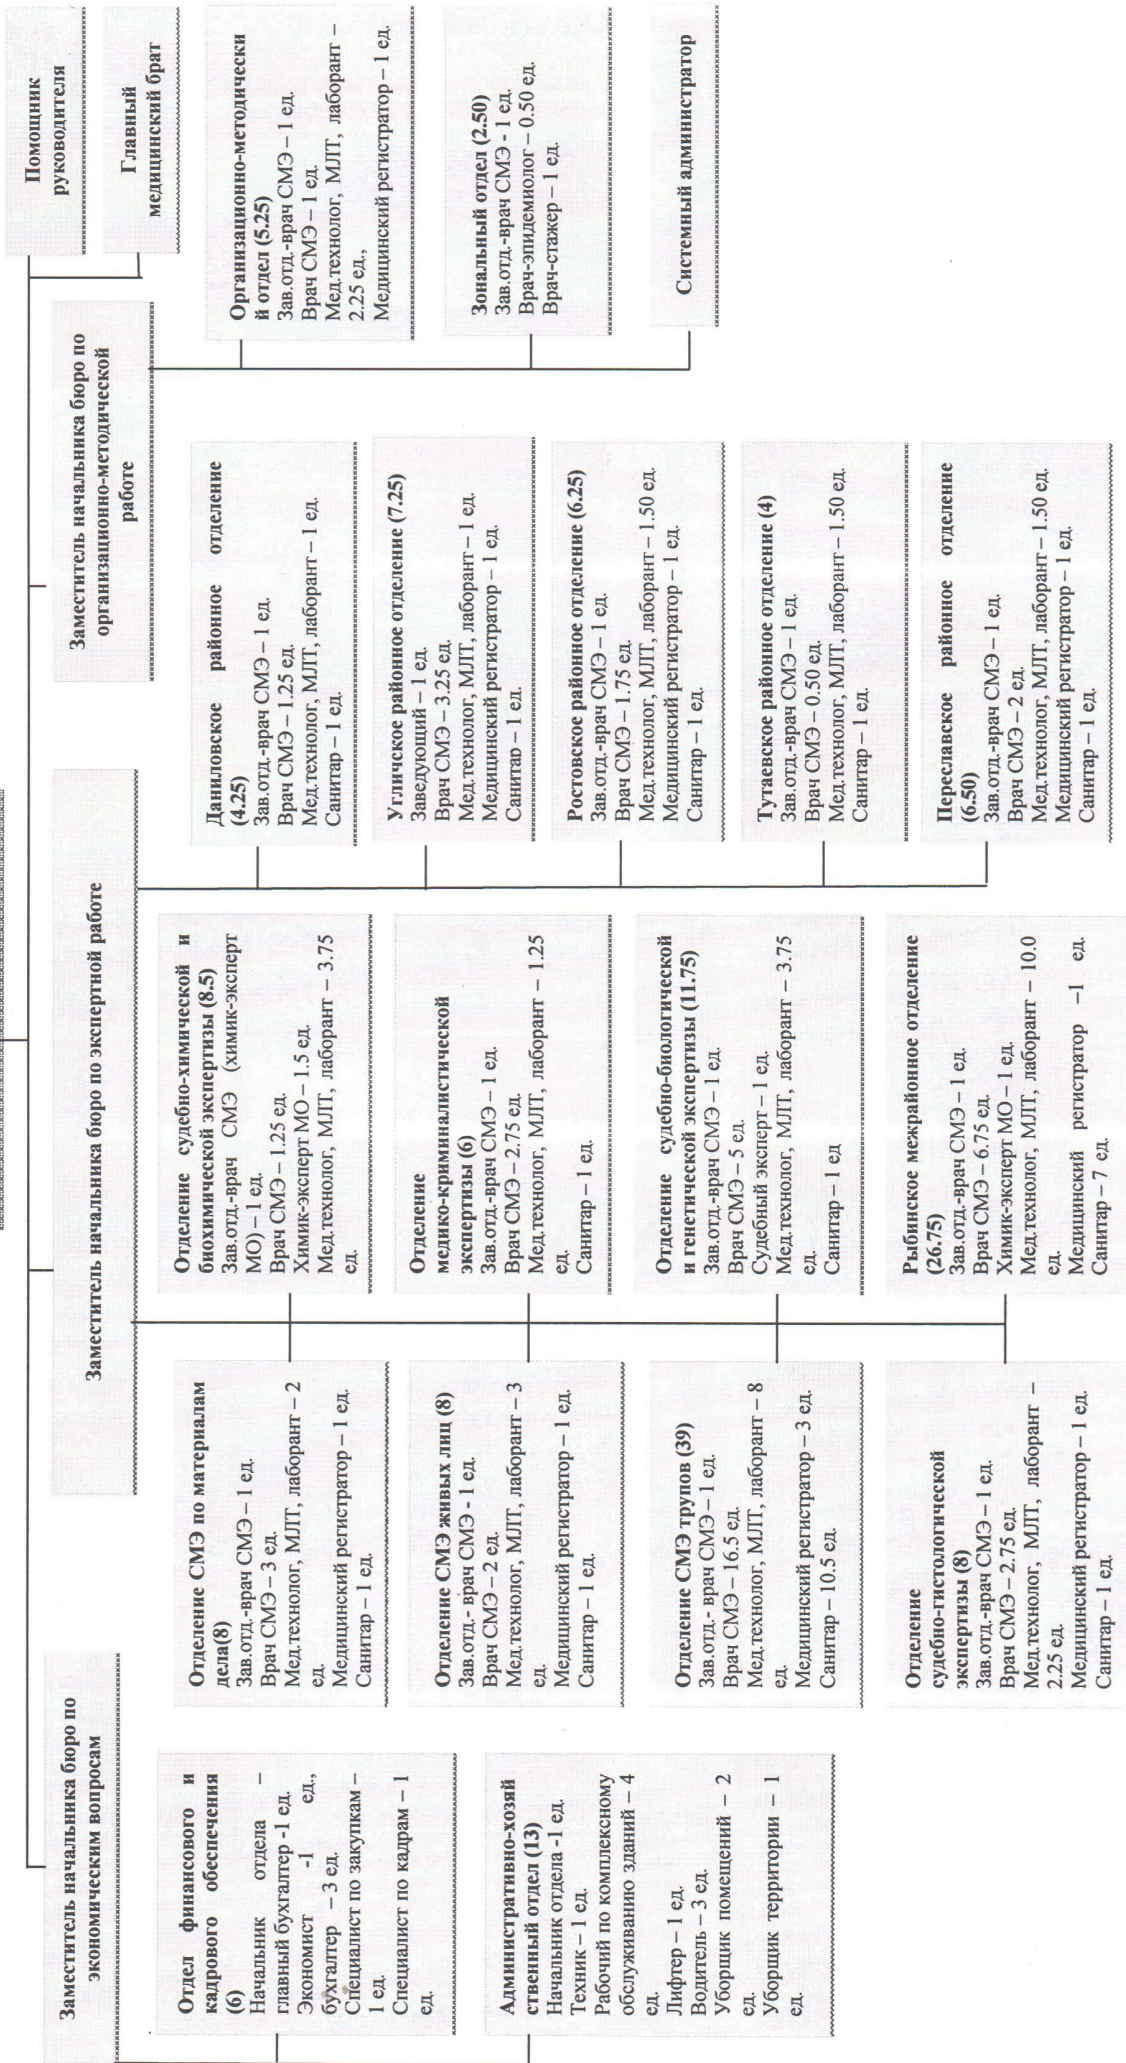 Заместитель начальника бюро по
экономическим вопросам
Отдел финансового и
кадрового обеспечения
(6)
Начальник отдела –
главный бухгалтер -1 ед.
Экономист -1 ед.,
бухгалтер – 3 ед.
Специалист по закупкам –
1 ед.
Специалист по кадрам – 1
ед.
Административно-хозяй
ственный отдел (13)
Начальник отдела -1 ед.
Техник – 1 ед.
Рабочий по комплексному
обслуживанию зданий – 4
ед.
Лифтер – 1 ед.
Водитель – 3 ед.
Уборщик помещений – 2
ед.
Уборщик территории – 1
ед.
Заместитель начальника бюро по экспертной работе
Отделение СМЭ по материалам
дела(8)
Зав.отд.-врач СМЭ – 1 ед.
Врач СМЭ – 3 ед.
Мед.технолог, МЛТ, лаборант – 2
ед.
Медицинский регистратор – 1 ед.
Санитар – 1 ед.
Отделение СМЭ живых лиц (8)
Зав.отд.- врач СМЭ - 1 ед.
Врач СМЭ – 2 ед.
Мед.технолог, МЛТ, лаборант – 3
ед.
Медицинский регистратор – 1 ед.
Санитар – 1 ед.
Отделение СМЭ трупов (39)
Зав.отд.- врач СМЭ – 1 ед.
Врач СМЭ – 16.5 ед.
Мед.технолог, МЛТ, лаборант – 8
ед.
Медицинский регистратор – 3 ед.
Санитар – 10.5 ед.
Отделение
судебно-гистологической
экспертизы (8)
Зав.отд.-врач СМЭ – 1 ед.
Врач СМЭ – 2.75 ед.
Мед.технолог, МЛТ, лаборант –
2.25 ед.
Медицинский регистратор – 1 ед.
Санитар – 1 ед.
Отделение судебно-химической и
биохимической экспертизы (8.5)
Зав.отд.-врач СМЭ (химик-эксперт
МО) – 1 ед.
Врач СМЭ – 1.25 ед.
Химик-эксперт МО – 1.5 ед.
Мед.технолог, МЛТ, лаборант – 3.75
ед.
Отделение
медико-криминалистической
экспертизы (6)
Зав.отд.-врач СМЭ – 1 ед.
Врач СМЭ – 2.75 ед.
Мед.технолог, МЛТ, лаборант – 1.25
ед.
Санитар – 1 ед.
Отделение судебно-биологической
и генетической экспертизы (11.75)
Зав.отд.-врач СМЭ – 1 ед.
Врач СМЭ – 5 ед.
Судебный эксперт – 1 ед.
Мед.технолог, МЛТ, лаборант – 3.75
ед.
Санитар – 1 ед.
Рыбинское межрайонное отделение
(26.75)
Зав.отд.-врач СМЭ – 1 ед.
Врач СМЭ – 6.75 ед.
Химик-эксперт МО – 1 ед.
Мед.технолог, МЛТ, лаборант – 10.0
ед.
Медицинский регистратор –1 ед.
Санитар – 7 ед.
Даниловское районное отделение
(4.25)
Зав.отд.-врач СМЭ – 1 ед.
Врач СМЭ – 1.25 ед.
Мед.технолог, МЛТ, лаборант – 1 ед.
Санитар – 1 ед.
Угличское районное отделение (7.25)
Заведующий – 1 ед.
Врач СМЭ – 3.25 ед.
Мед.технолог, МЛТ, лаборант – 1 ед.
Медицинский регистратор – 1 ед.
Санитар – 1 ед.
Ростовское районное отделение (6.25)
Зав.отд.-врач СМЭ – 1 ед.
Врач СМЭ – 1.75 ед.
Мед.технолог, МЛТ, лаборант – 1.50 ед.
Медицинский регистратор – 1 ед.
Санитар – 1 ед.
Тутаевское районное отделение (4)
Зав.отд.-врач СМЭ – 1 ед.
Врач СМЭ – 0.50 ед.
Мед.технолог, МЛТ, лаборант – 1.50 ед.
Санитар – 1 ед.
Переславское районное отделение
(6.50)
Зав.отд.-врач СМЭ – 1 ед.
Врач СМЭ – 2 ед.
Мед.технолог, МЛТ, лаборант – 1.50 ед.
Медицинский регистратор – 1 ед.
Санитар – 1 ед.
Заместитель начальника бюро по
организационно-методической
работе
Организационно-методически
й отдел (5.25)
Зав.отд.-врач СМЭ – 1 ед.
Врач СМЭ – 1 ед.
Мед.технолог, МЛТ, лаборант –
2.25 ед.,
Медицинский регистратор – 1 ед.
Зональный отдел (2.50)
Зав.отд.-врач СМЭ - 1 ед.
Врач-эпидемиолог – 0.50 ед.
Врач-стажер – 1 ед.
Системный администратор
Помощник
руководителя
Главный
медицинский брат